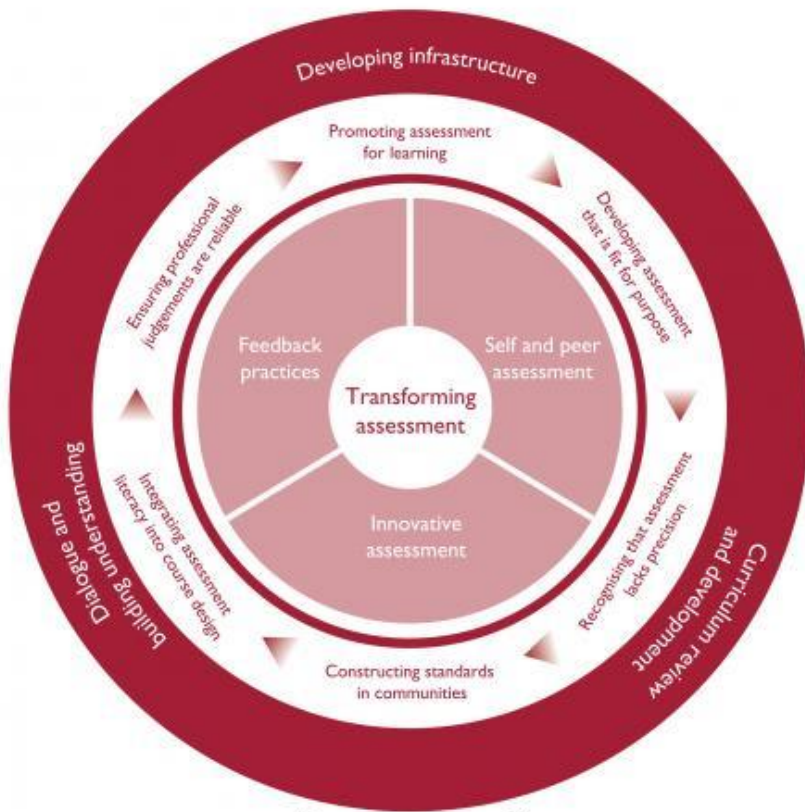 Developing infrastructure
Promoting assessment
for learning
Developing assessment
that is fit for purpose
Recognising that assessment
lacks precision
Constructing standards
in communities
Integrating assessment
literacy into course design
Ensuring professional
judgements are reliable
Feedback
practices
Self and peer
assessment
Transforming
assessment
Innovative
assessment
Curriculum review
and development
Dialogue and
building understanding